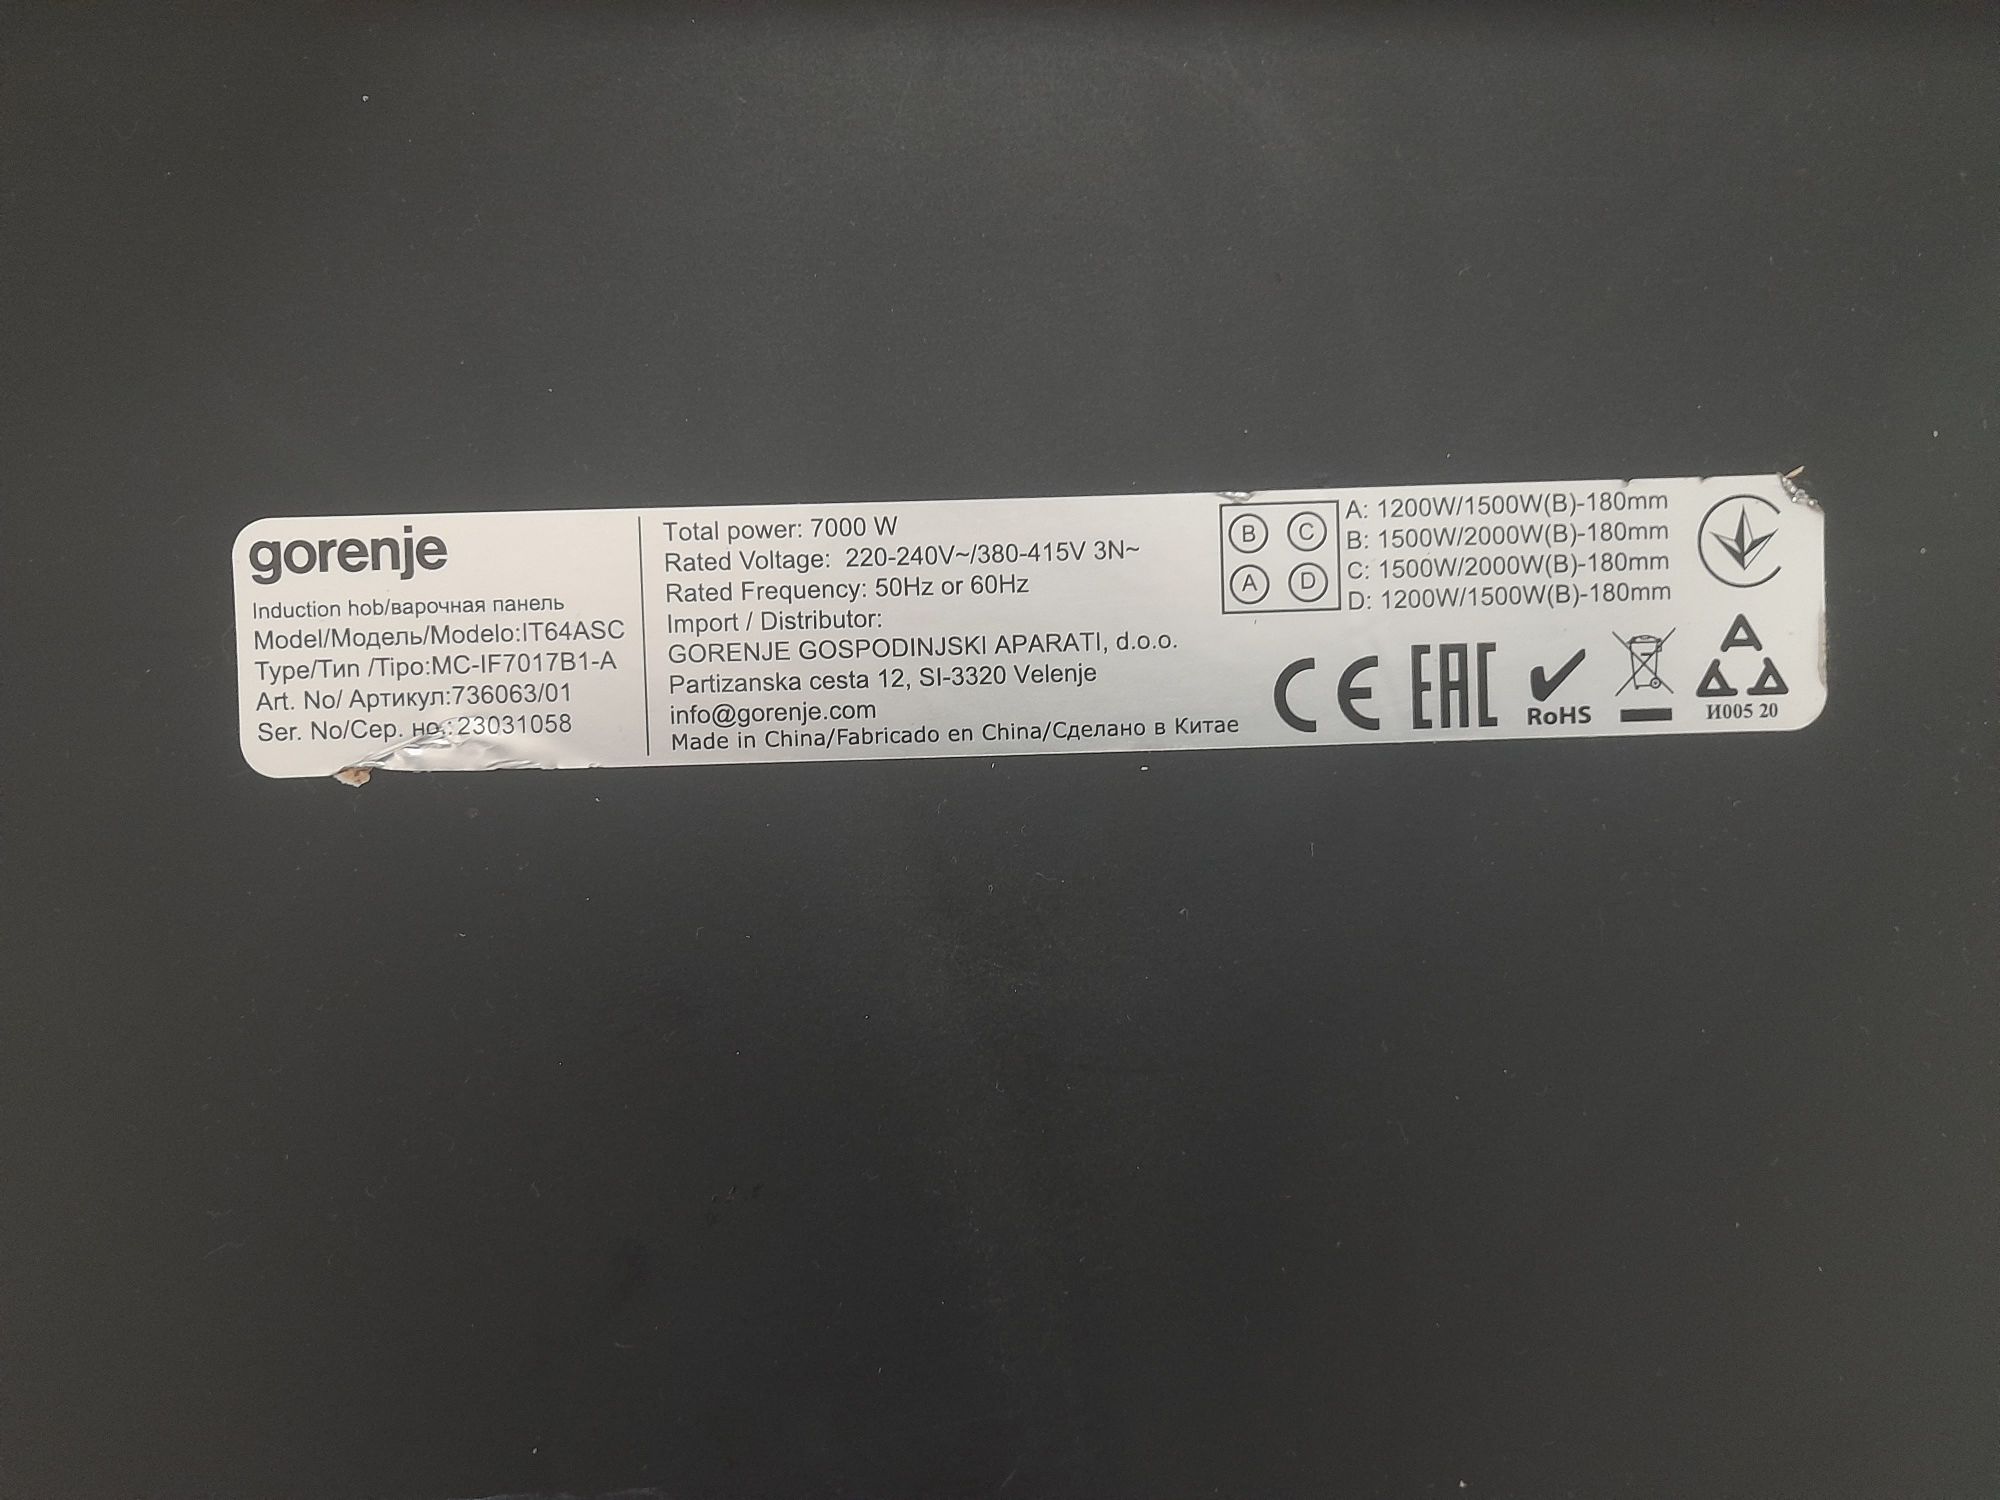 gorenje
Induction hob/варочная панель
Model/Модель/Modelo:IT64ASC
Type/Тип /Tipo:MC-IF7017B1-A
Art. No/ Артикул:736063/01
Ser. No/Сер. но.:23031058
Total power: 7000 W
Rated Voltage: 220-240V~/380-415V 3N~
Rated Frequency: 50Hz or 60Hz
Import / Distributor:
GORENJE GOSPODINJSKI APARATI, d.o.o.
Partizanska cesta 12, SI-3320 Velenje
info@gorenje.com
Made in China/Fabricado en China/Сделано в Китае
B C
A D
A: 1200W/1500W(B)-180mm
B: 1500W/2000W(B)-180mm
C: 1500W/2000W(B)-180mm
D: 1200W/1500W(B)-180mm
CE EAC
RoHS
A
И005 20